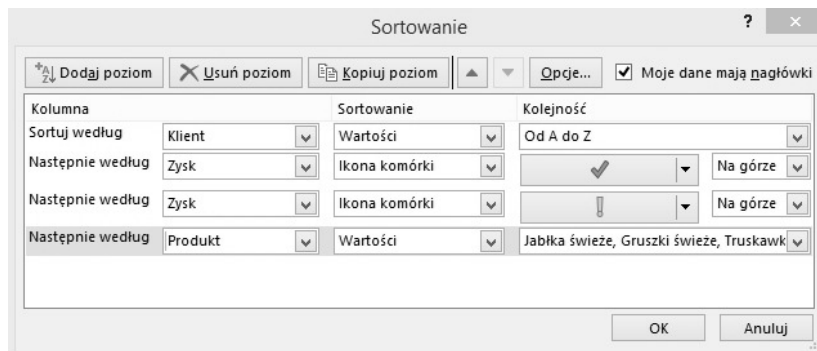 Sortowanie
Dodaj poziom Usuń poziom Kopiuj poziom Opcje... Moje dane mają nagłówki
Kolumna Sortowanie Kolejność
Sortuj według Klient Wartości Od A do Z
Następnie według Zysk Ikona komórki Na górze
Następnie według Zysk Ikona komórki Na górze
Następnie według Produkt Wartości Jabłka świeże, Gruszki świeże, Truskawk
OK Anuluj